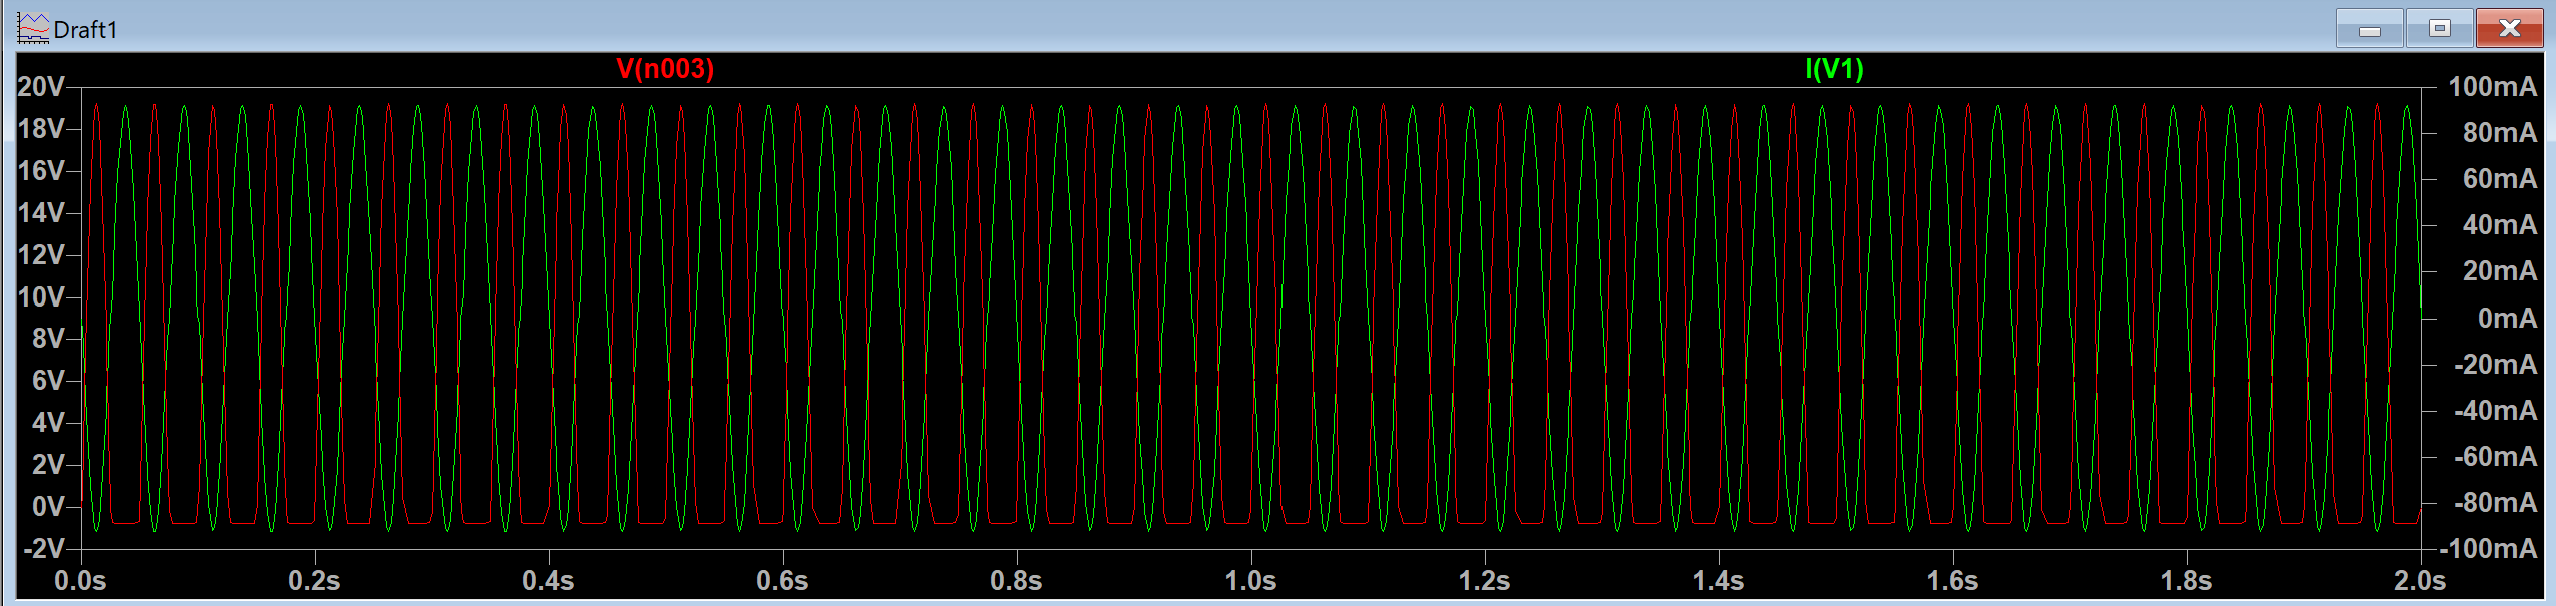 Draft1
V(n003) I(V1)
20V 100mA
18V 80mA
16V 60mA
14V 40mA
12V 20mA
10V 0mA
8V -20mA
6V -40mA
4V -60mA
2V -80mA
0V -100mA
-2V
0.0s 0.2s 0.4s 0.6s 0.8s 1.0s 1.2s 1.4s 1.6s 1.8s 2.0s